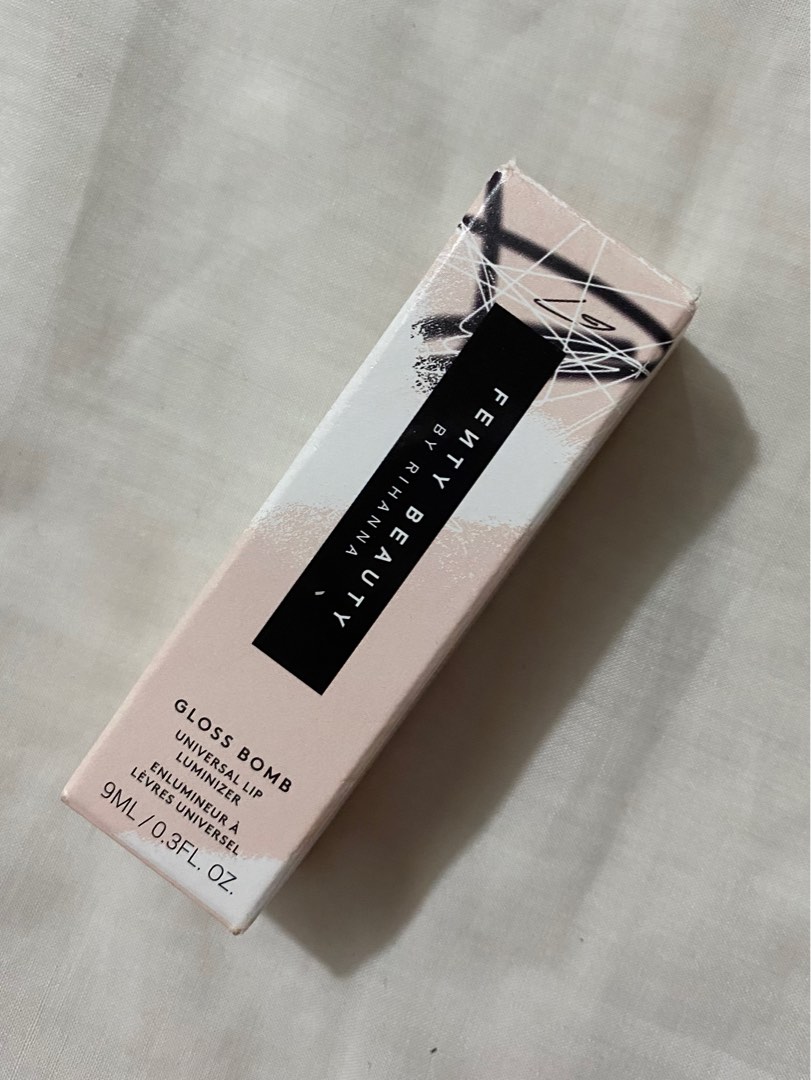 FENTY BEAUTY
BY RIHANNA
GLOSS BOMB
UNIVERSAL LIP
LUMINIZER
ENLUMINEUR À
LÈVRES UNIVERSEL
9ML / 0.3FL. OZ.